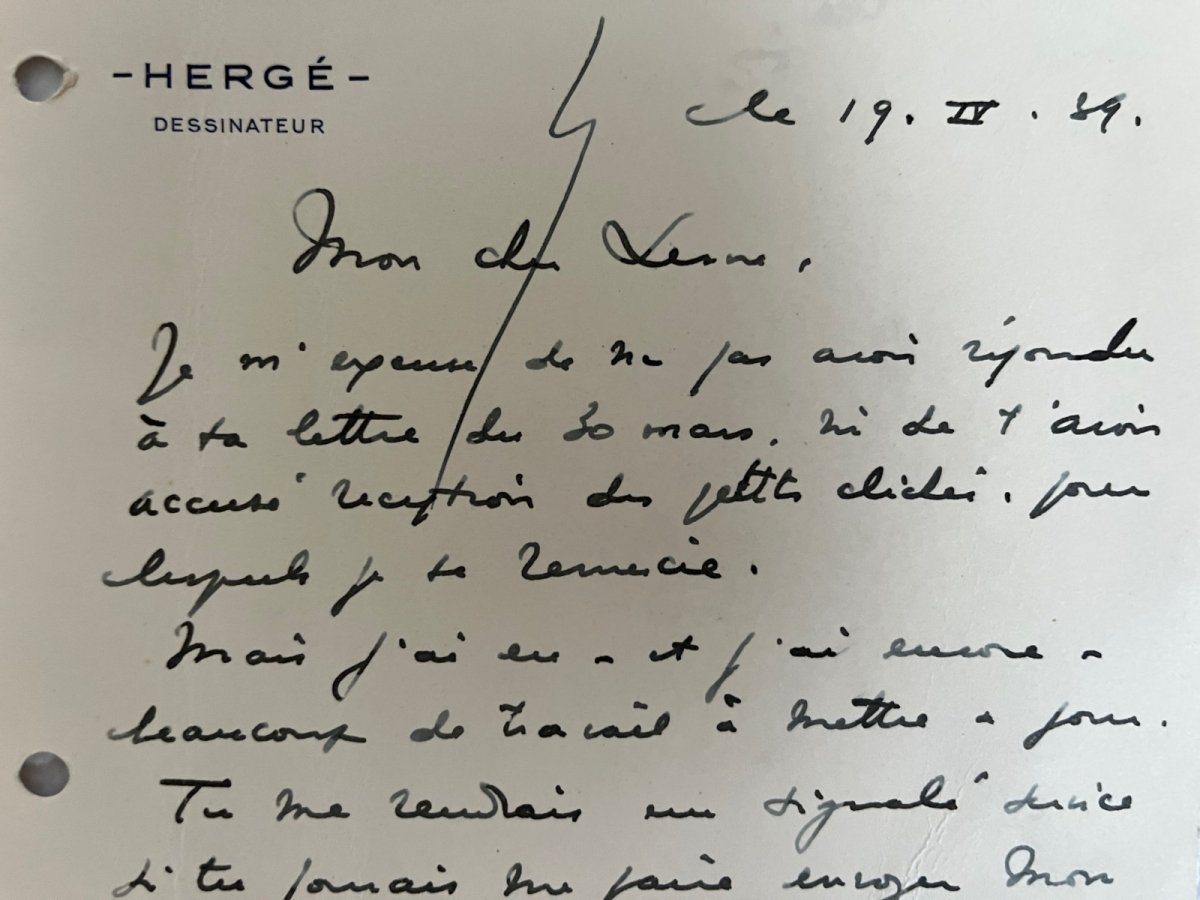 -HERGÉ-
DESSINATEUR
le 19. IV. 39.
Mon cher Lesne,
Je m'excuse de ne pas avoir répondu
à ta lettre du 30 mars, ni de t'avoir
accusé reception des petits clichés, pour
lesquels je te remercie.
Mais j'ai eu - et j'ai encore -
beaucoup de travail à mettre à jour.
Tu me rendrais un signalé service
si tu pouvais me faire envoyer mon